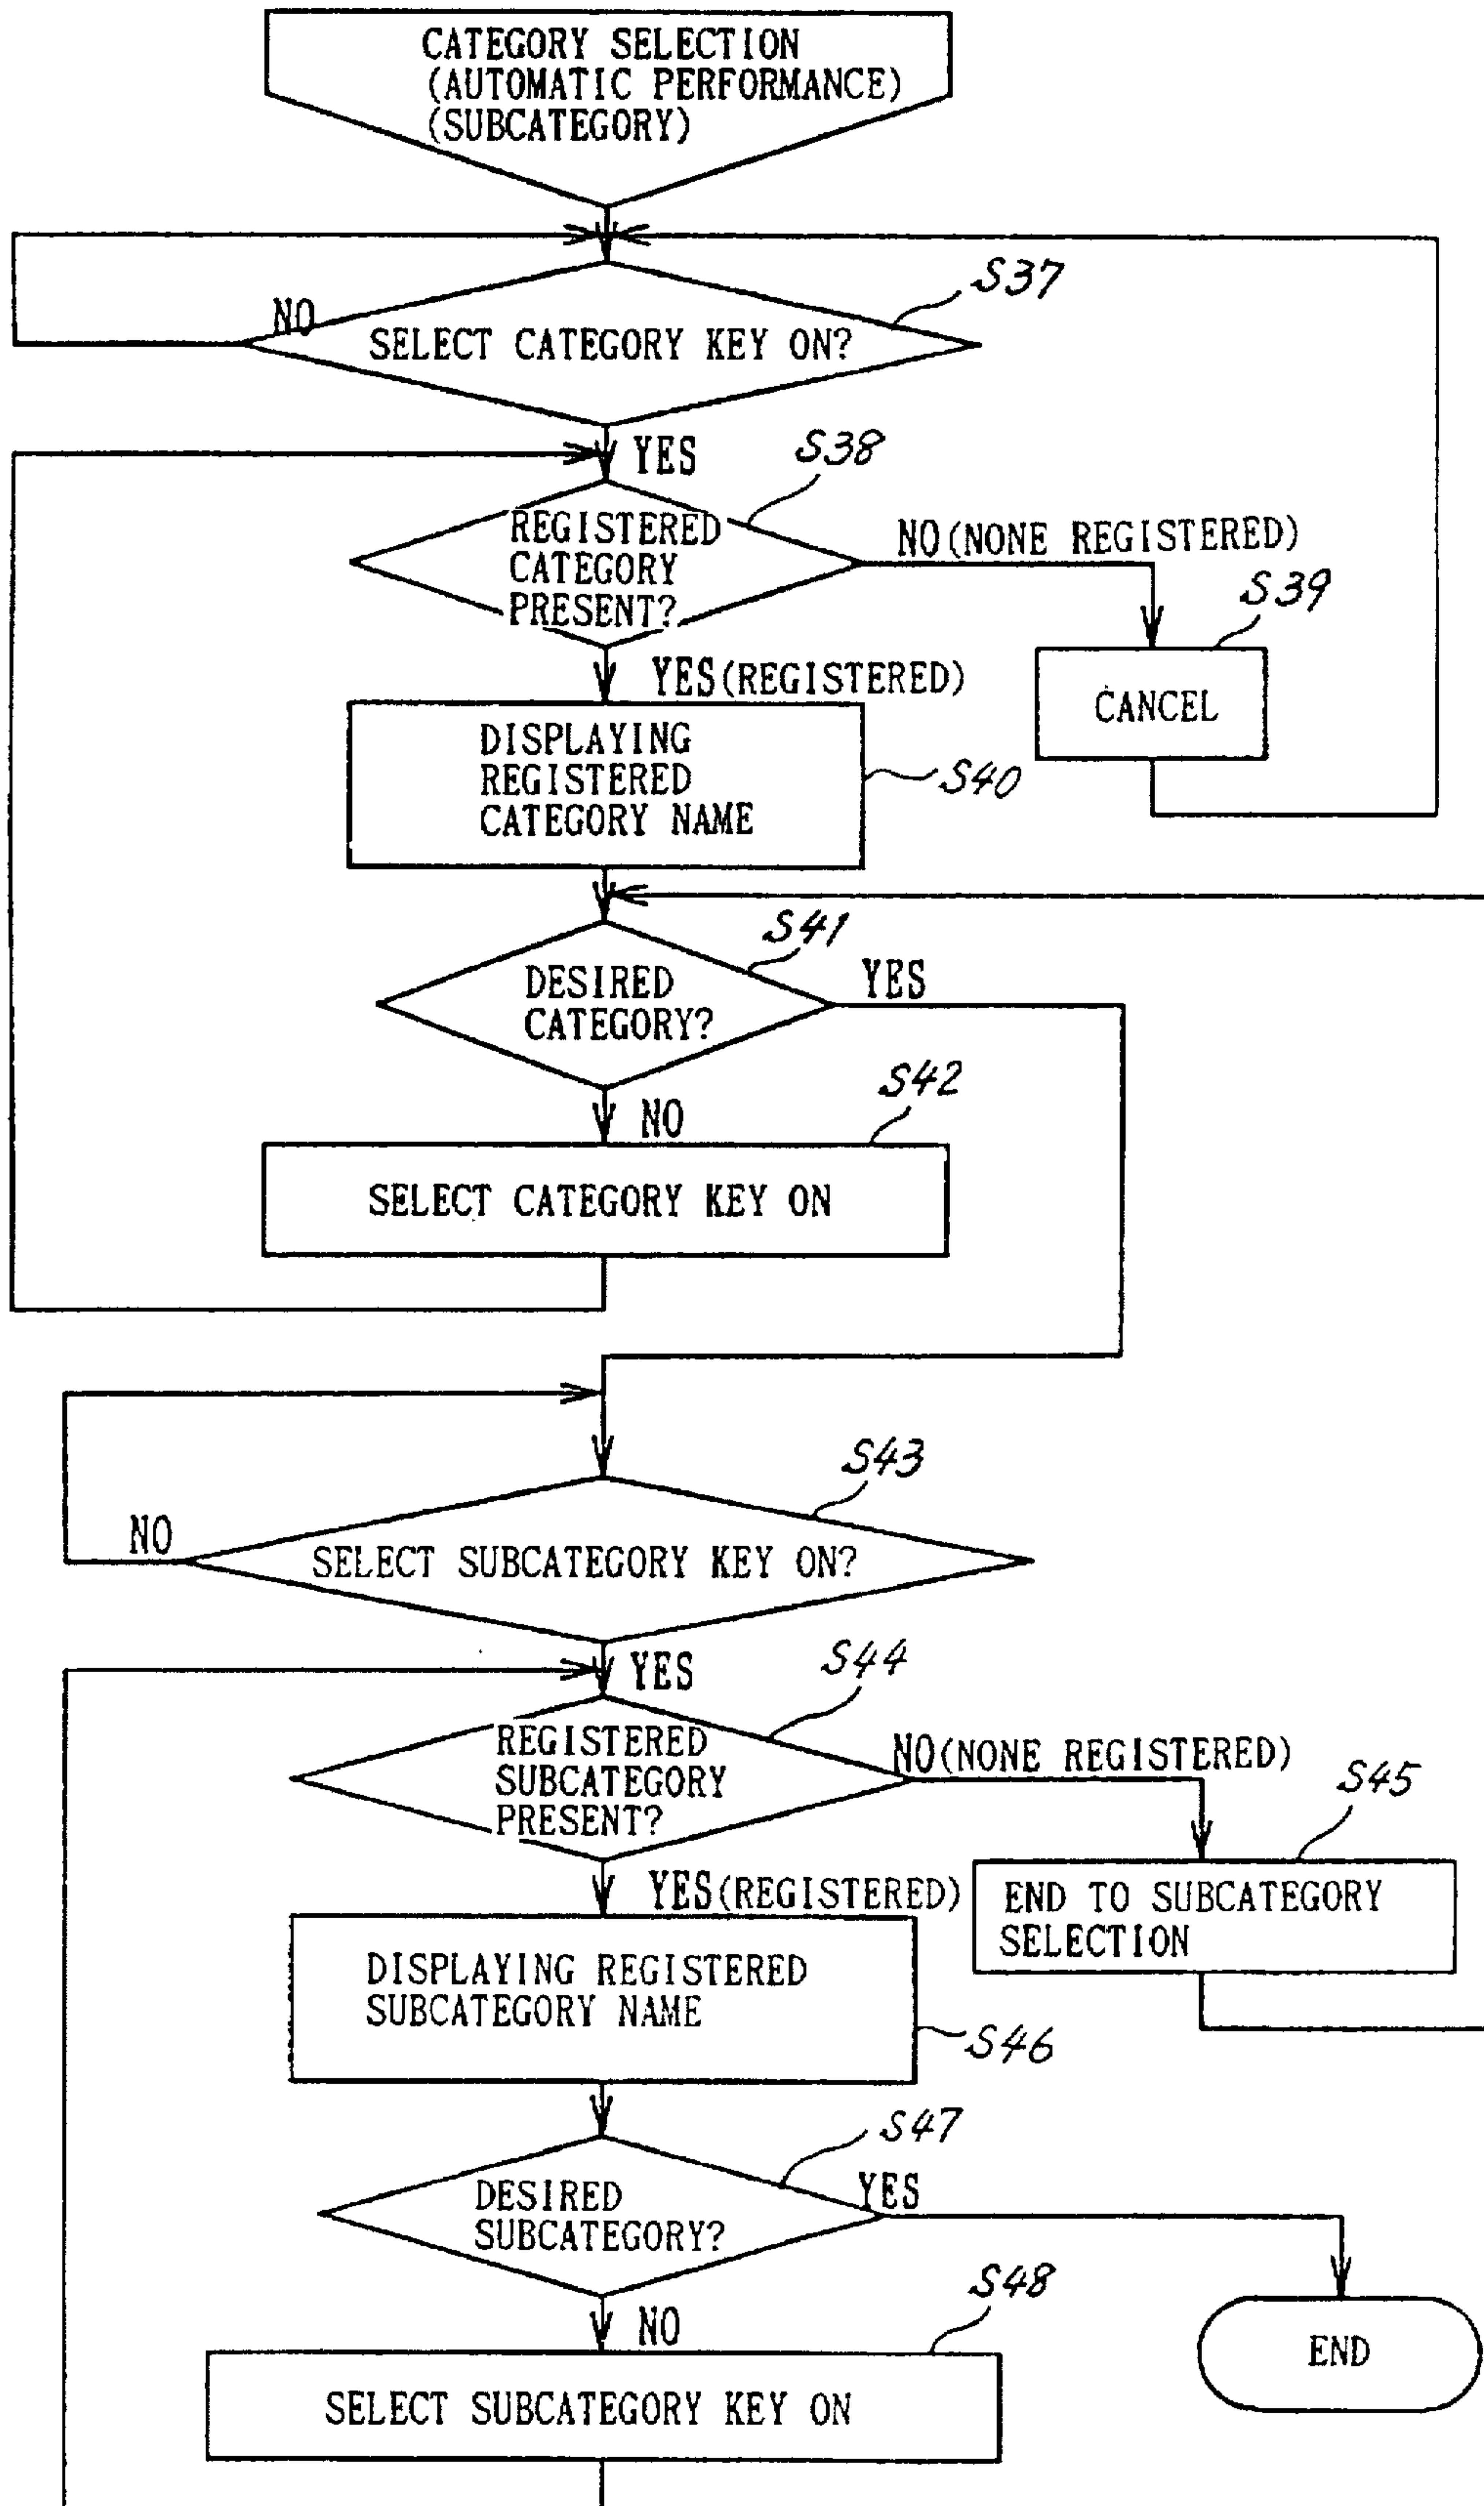 CATEGORY SELECTION
(AUTOMATIC PERFORMANCE)
(SUBCATEGORY)
S37
NO
SELECT CATEGORY KEY ON?
YES
S38
REGISTERED
CATEGORY
PRESENT?
NO(NONE REGISTERED)
S39
CANCEL
YES(REGISTERED)
DISPLAYING
REGISTERED
CATEGORY NAME
S40
S41
DESIRED
CATEGORY?
YES
S42
NO
SELECT CATEGORY KEY ON
S43
NO
SELECT SUBCATEGORY KEY ON?
YES
S44
REGISTERED
SUBCATEGORY
PRESENT?
NO(NONE REGISTERED)
S45
END TO SUBCATEGORY
SELECTION
YES(REGISTERED)
DISPLAYING REGISTERED
SUBCATEGORY NAME
S46
S47
DESIRED
SUBCATEGORY?
YES
S48
NO
SELECT SUBCATEGORY KEY ON
END